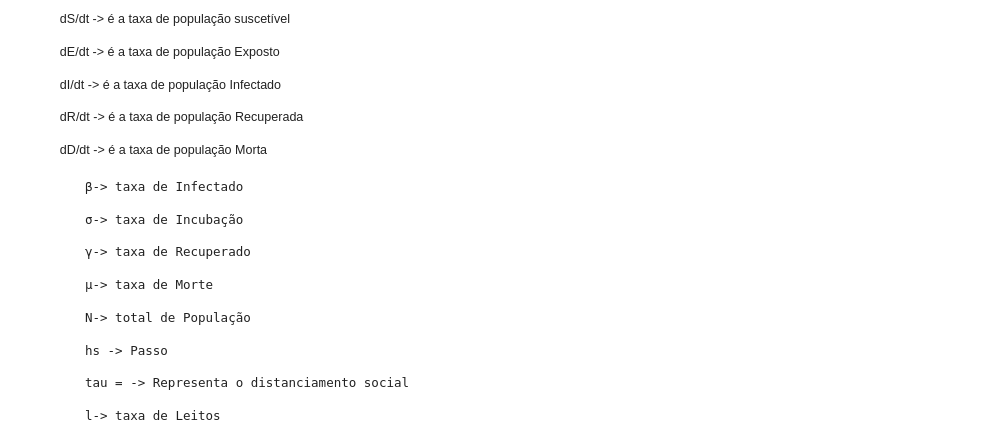 dS/dt -> é a taxa de população suscetível
dE/dt -> é a taxa de população Exposto
dI/dt -> é a taxa de população Infectado
dR/dt -> é a taxa de população Recuperada
dD/dt -> é a taxa de população Morta
β-> taxa de Infectado
σ-> taxa de Incubação
γ-> taxa de Recuperado
μ-> taxa de Morte
N-> total de População
hs -> Passo
tau = -> Representa o distanciamento social
l-> taxa de Leitos